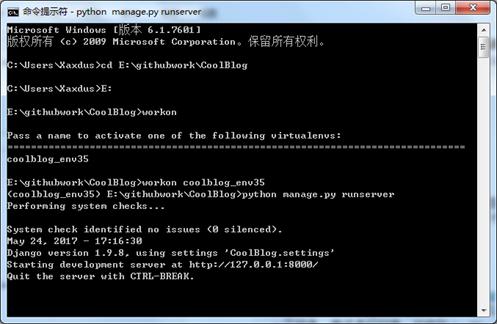 命令提示符 - python manage.py runserver
Microsoft Windows [版本 6.1.7601]
版权所有 (c) 2009 Microsoft Corporation。保留所有权利。
C:\Users\Xaxdus>cd E:\githubwork\CoolBlog
C:\Users\Xaxdus>E:
E:\githubwork\CoolBlog>workon
Pass a name to activate one of the following virtualenvs:
==============================================================================
coolblog_env35
E:\githubwork\CoolBlog>workon coolblog_env35
(coolblog_env35) E:\githubwork\CoolBlog>python manage.py runserver
Performing system checks...
System check identified no issues (0 silenced).
May 24, 2017 - 17:16:30
Django version 1.9.8, using settings 'CoolBlog.settings'
Starting development server at http://127.0.0.1:8000/
Quit the server with CTRL-BREAK.